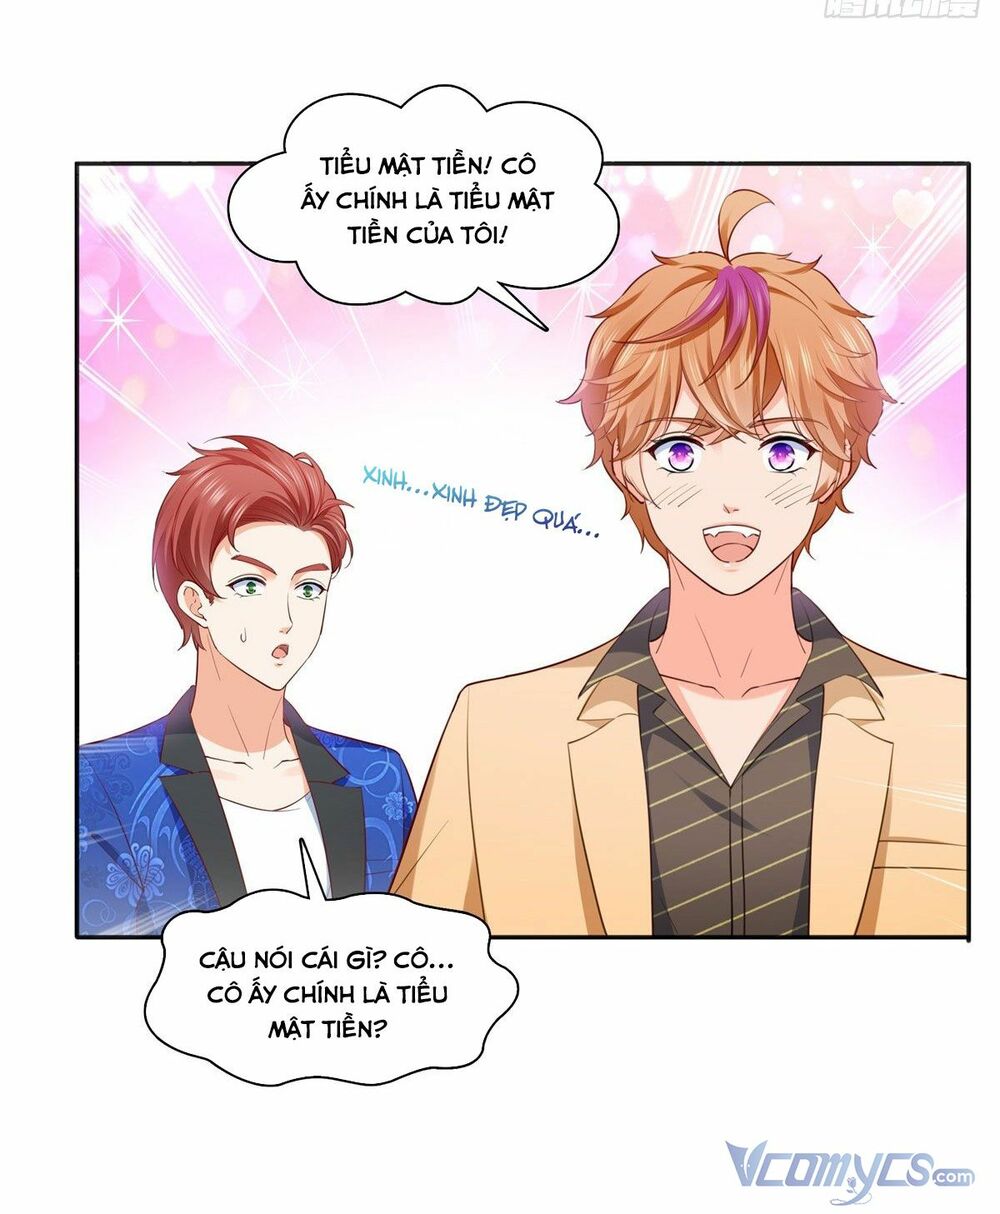 TIỂU MẬT TIỀN! CÔ
ẤY CHÍNH LÀ TIỂU MẬT
TIỀN CỦA TÔI!
XINH...XINH ĐẸP QUÁ...
CẬU NÓI CÁI GÌ? CÔ...
CÔ ẤY CHÍNH LÀ TIỂU
MẬT TIỀN?
VCOMYCS.com